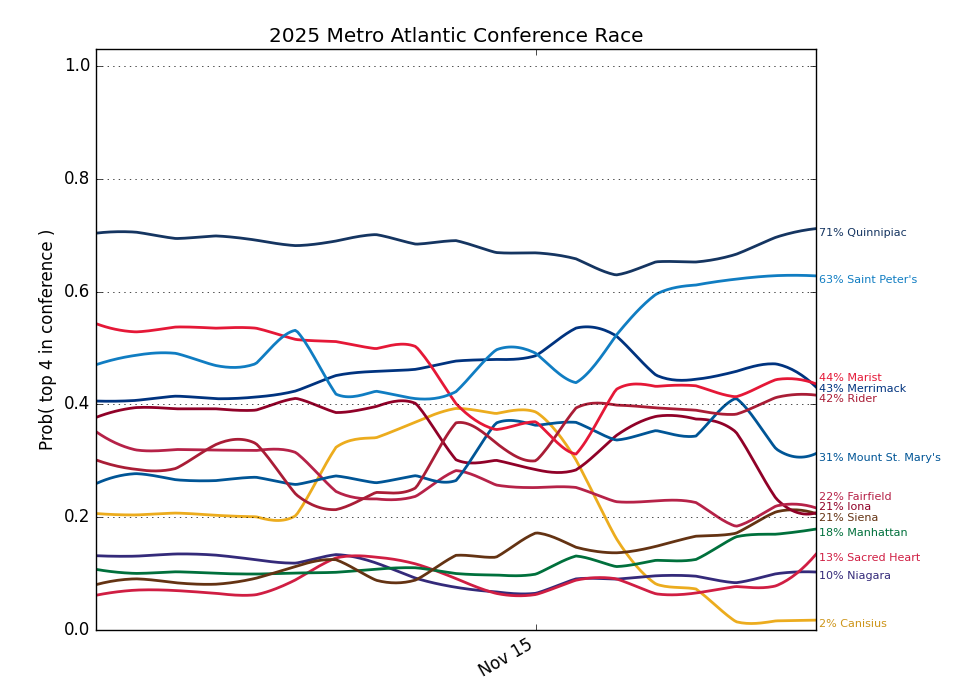 2025 Metro Atlantic Conference Race
Prob( top 4 in conference )
1.0
0.8
0.6
0.4
0.2
0.0
Nov 15
71% Quinnipiac
63% Saint Peter's
44% Marist
43% Merrimack
42% Rider
31% Mount St. Mary's
22% Fairfield
21% Iona
21% Siena
18% Manhattan
13% Sacred Heart
10% Niagara
2% Canisius